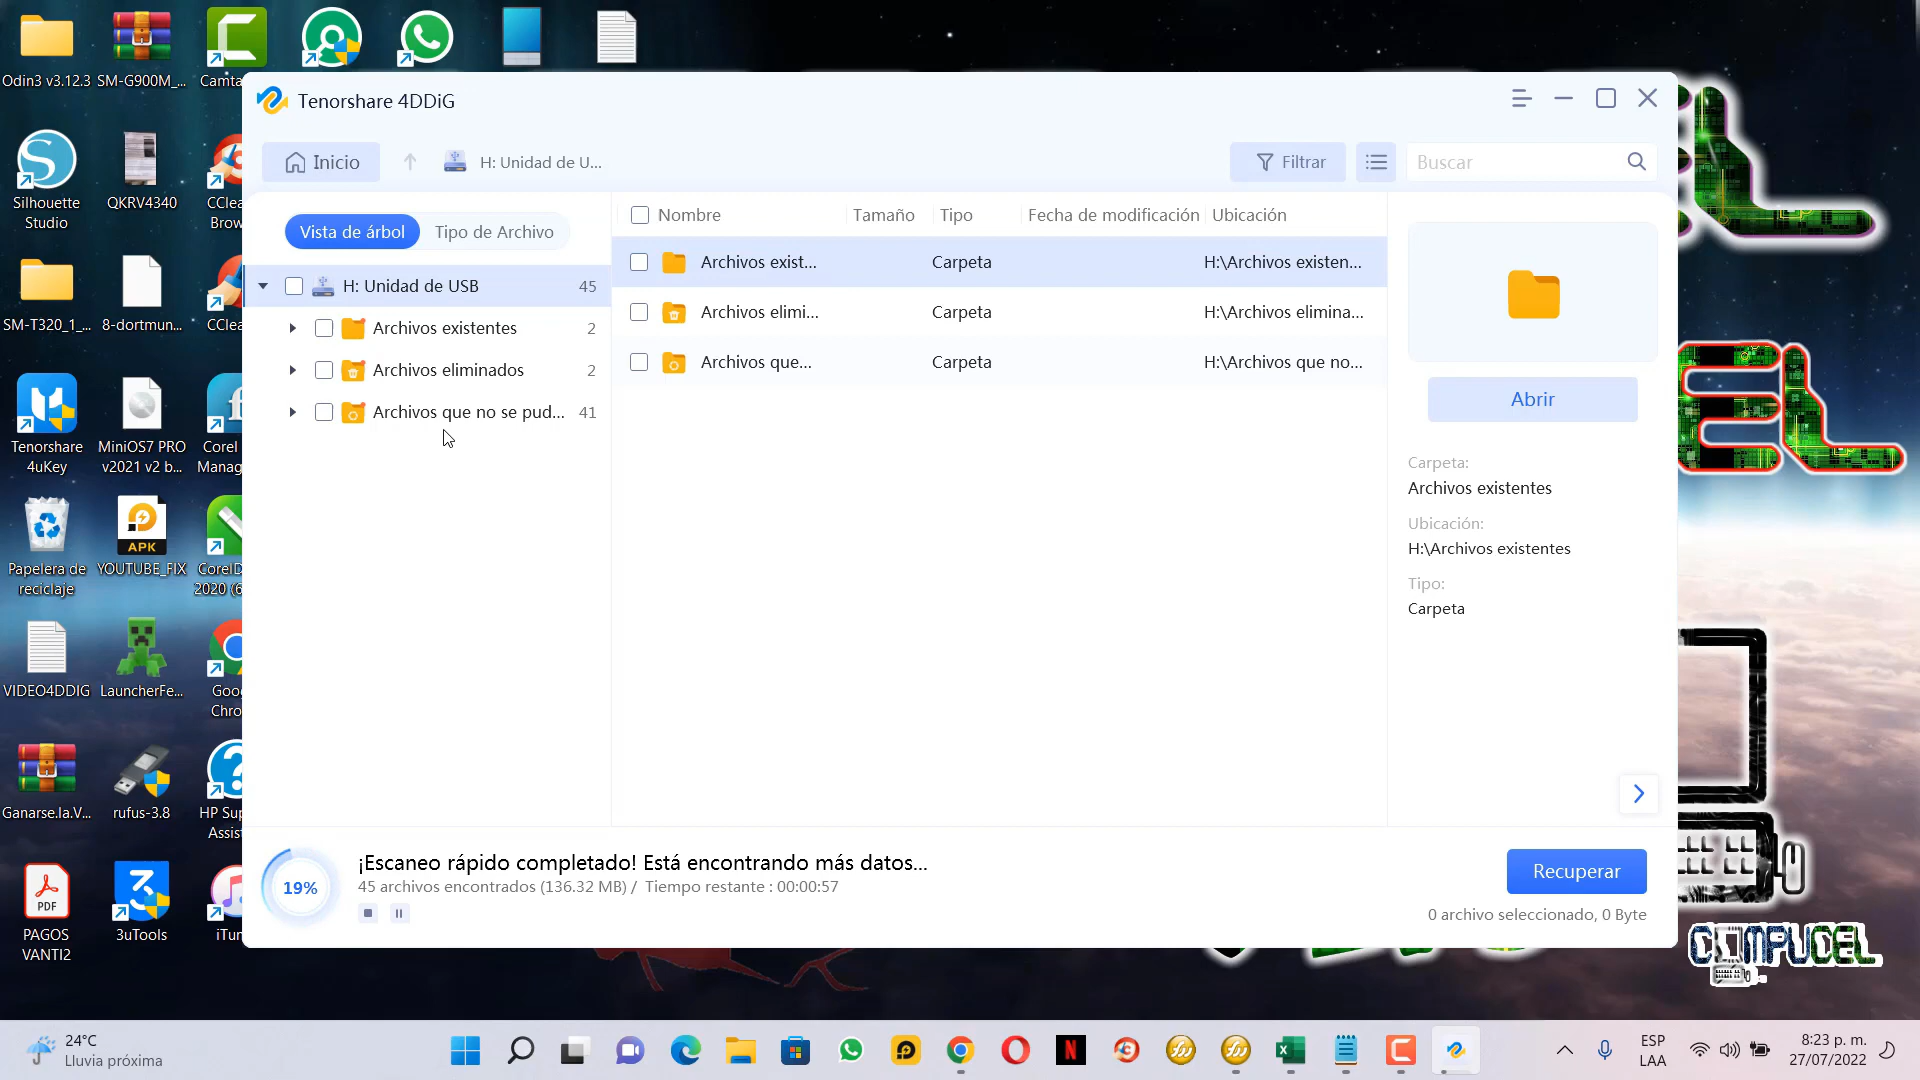 Odin3 v3.12.3
SM-G900M_...
Camta
Silhouette
Studio
QKRV4340
CClea
Brow
SM-T320_1_...
8-dortmun...
CClea
Tenorshare
4uKey
MiniOS7 PRO
v2021 v2 b...
Corel
Manag
Papelera de
reciclaje
APK
YOUTUBE_FIX
CorelD
2020 (6
VIDEO4DDIG
LauncherFe...
Goo
Chro
Ganarse.la.V...
rufus-3.8
HP Sup
Assis
PDF
PAGOS
VANTI2
3uTools
iTun
Tenorshare 4DDiG
Inicio
H: Unidad de U...
Filtrar
Buscar
Vista de árbol
Tipo de Archivo
H: Unidad de USB 45
Archivos existentes 2
Archivos eliminados 2
Archivos que no se pud... 41
Nombre Tamaño Tipo Fecha de modificación Ubicación
Archivos exist... Carpeta H:\Archivos existen...
Archivos elimi... Carpeta H:\Archivos elimina...
Archivos que... Carpeta H:\Archivos que no...
Abrir
Carpeta:
Archivos existentes
Ubicación:
H:\Archivos existentes
Tipo:
Carpeta
19%
¡Escaneo rápido completado! Está encontrando más datos...
45 archivos encontrados (136.32 MB) / Tiempo restante : 00:00:57
Recuperar
0 archivo seleccionado, 0 Byte
COMPUCEL
24°C
Lluvia próxima
ESP
LAA
8:23 p. m.
27/07/2022